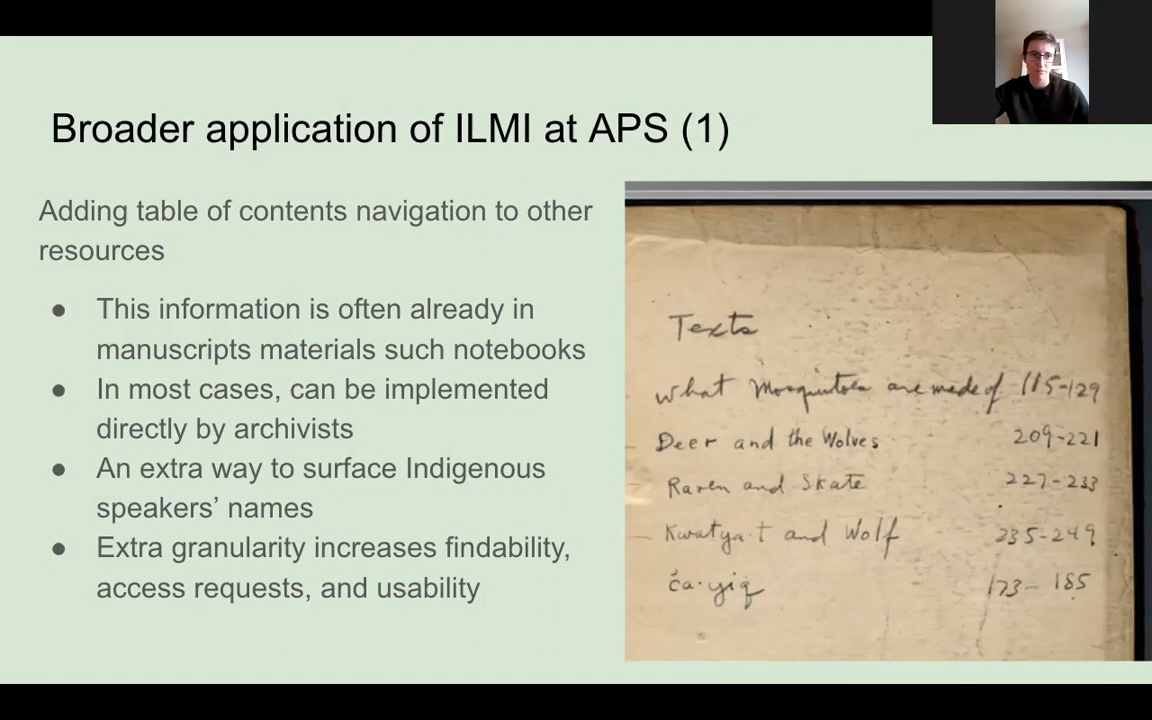 Broader application of ILMI at APS (1)
Adding table of contents navigation to other
resources
● This information is often already in
manuscripts materials such notebooks
● In most cases, can be implemented
directly by archivists
● An extra way to surface Indigenous
speakers’ names
● Extra granularity increases findability,
access requests, and usability
Texts
What Mosquitoes are made of 115-129
Deer and the Wolves 209-221
Raven and Skate 227-233
Kwatya·t and Wolf 235-249
č̓a·yiq 173-185